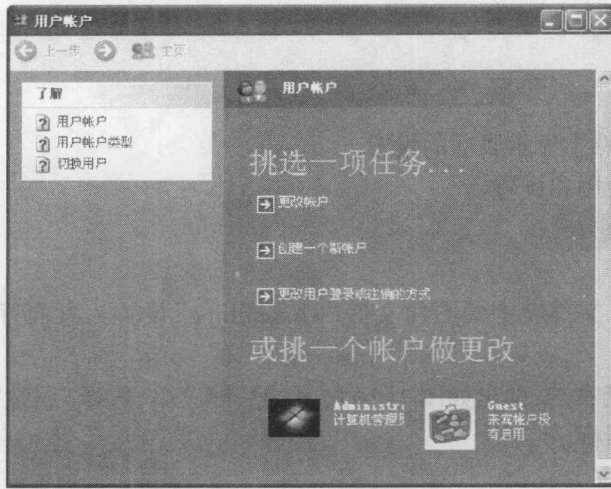 用户帐户
上一步 主页
了解
用户帐户
用户帐户类型
切换用户
用户帐户
挑选一项任务...
更改帐户
创建一个新帐户
更改用户登录或注销的方式
或挑一个帐户做更改
Administr
计算机管理员
Guest
来宾帐户没
有启用